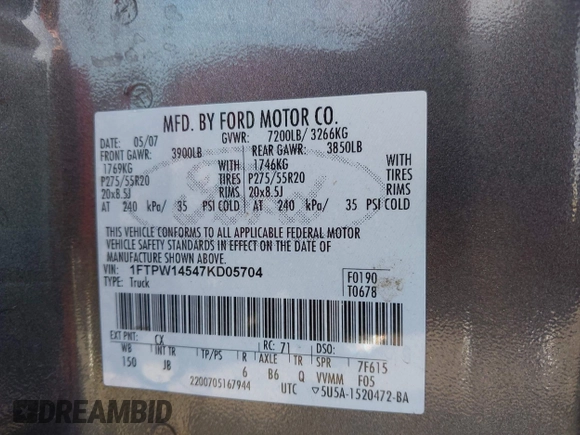 MFD. BY FORD MOTOR CO.
DATE: 05/07 GVWR: 7200LB/ 3266KG
FRONT GAWR: 3900LB REAR GAWR: 3850LB
1769KG WITH 1746KG WITH
P275/55R20 TIRES P275/55R20 TIRES
20x8.5J RIMS 20x8.5J RIMS
AT 240 kPa/ 35 PSI COLD AT 240 kPa/ 35 PSI COLD
THIS VEHICLE CONFORMS TO ALL APPLICABLE FEDERAL MOTOR
VEHICLE SAFETY STANDARDS IN EFFECT ON THE DATE OF
MANUFACTURE SHOWN ABOVE.
VIN: 1FTPW14547KD05704 F0190
TYPE: Truck T0678
EXT PNT: CX RC: 71 DSO:
WB INT TR TP/PS R AXLE TR SPR 7F615
150 JB 6 B6 Q VVMM F05
2200705167944 UTC ▽5U5A-1520472-BA
DREAMBID